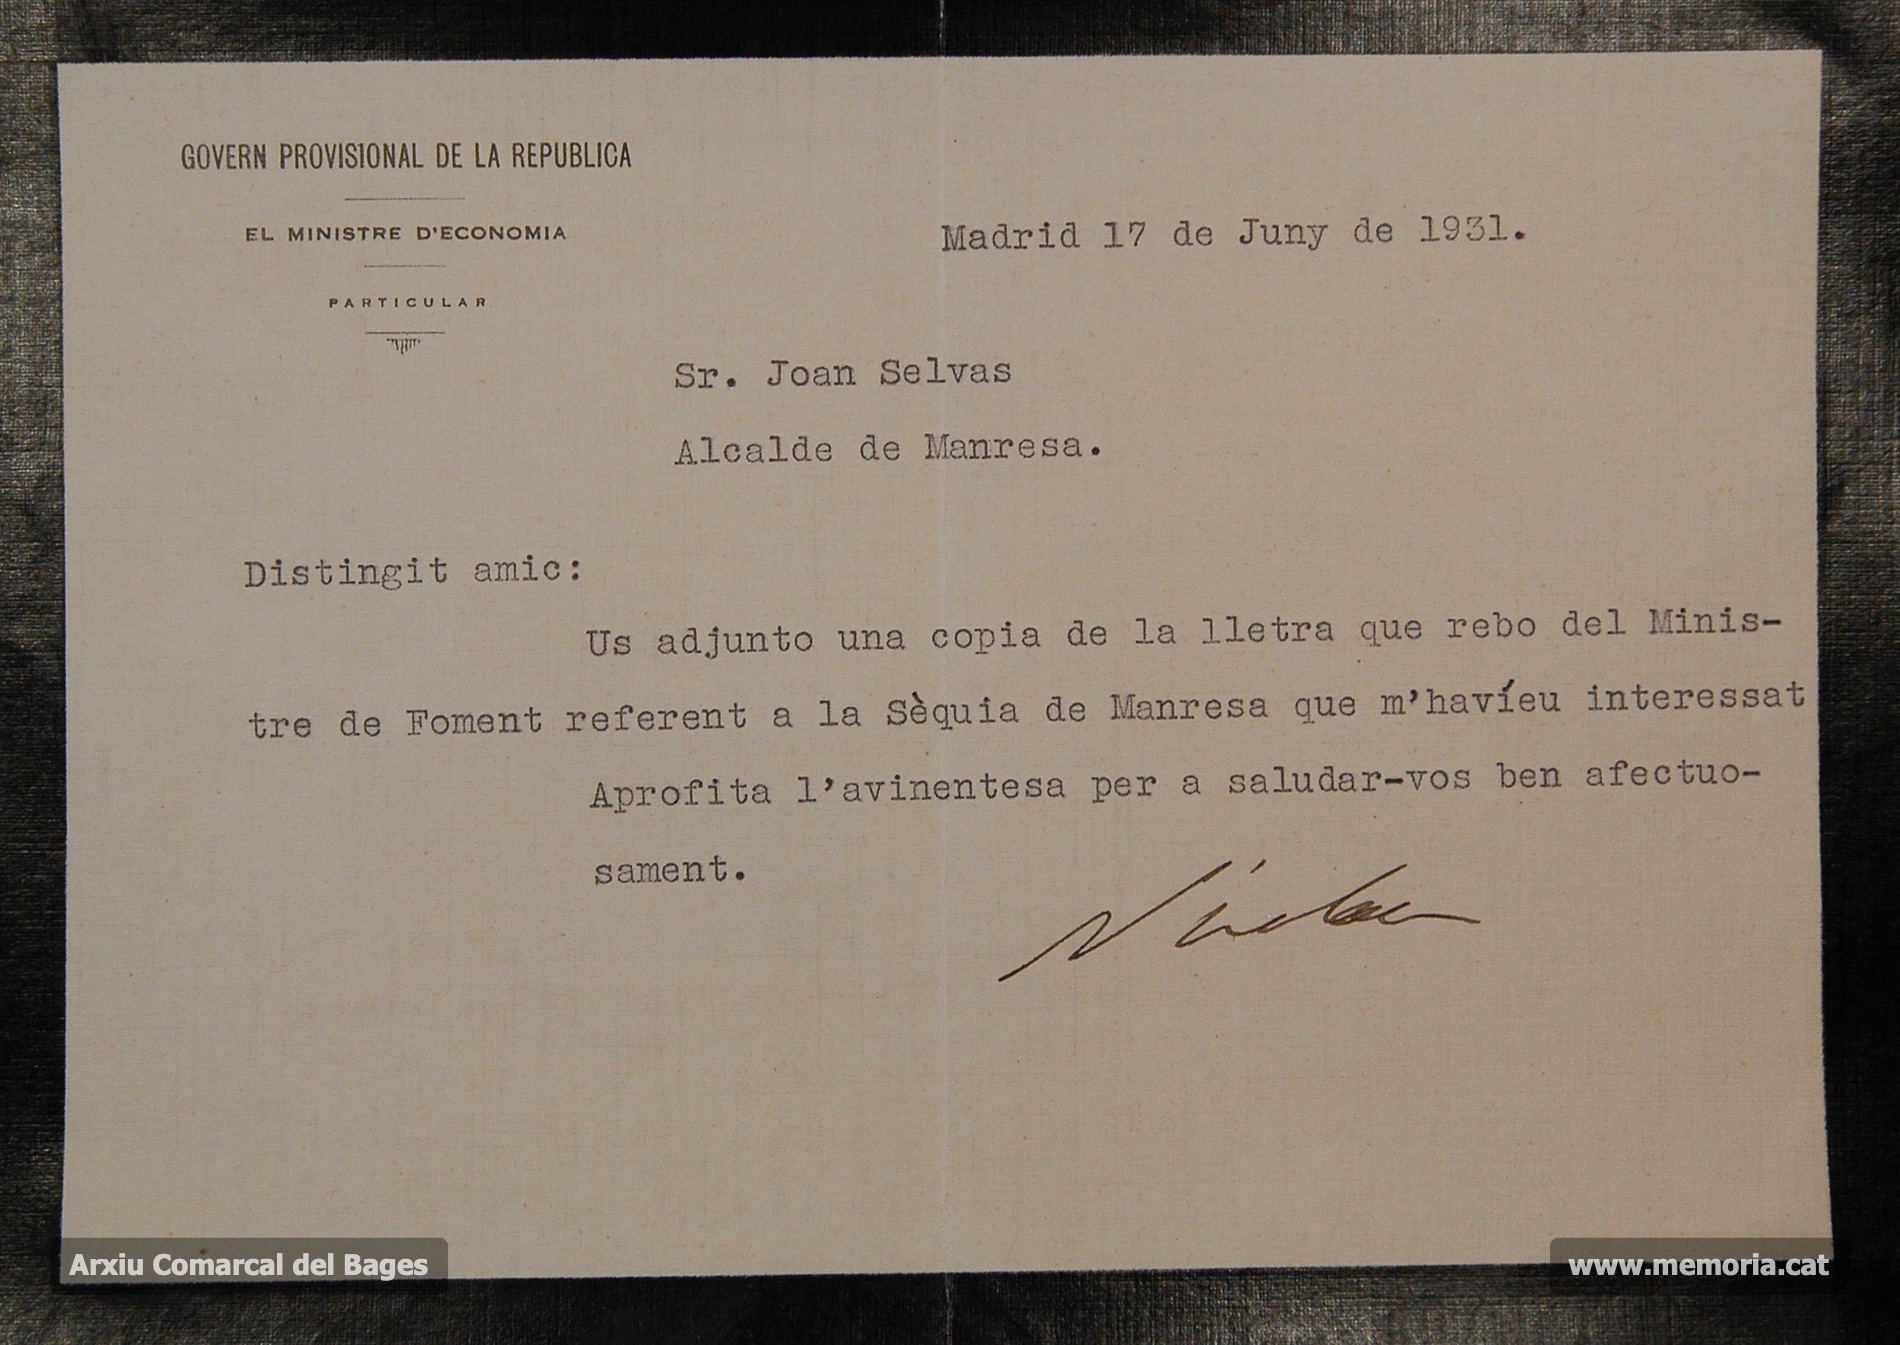 GOVERN PROVISIONAL DE LA REPUBLICA
EL MINISTRE D'ECONOMIA
PARTICULAR
Madrid 17 de Juny de 1931.
Sr. Joan Selvas
Alcalde de Manresa.
Distingit amic:
Us adjunto una copia de la lletra que rebo del Minis-
tre de Foment referent a la Sèquia de Manresa que m'havíeu interessat
Aprofita l'avinentesa per a saludar-vos ben afectuo-
sament.
Arxiu Comarcal del Bages
www.memoria.cat